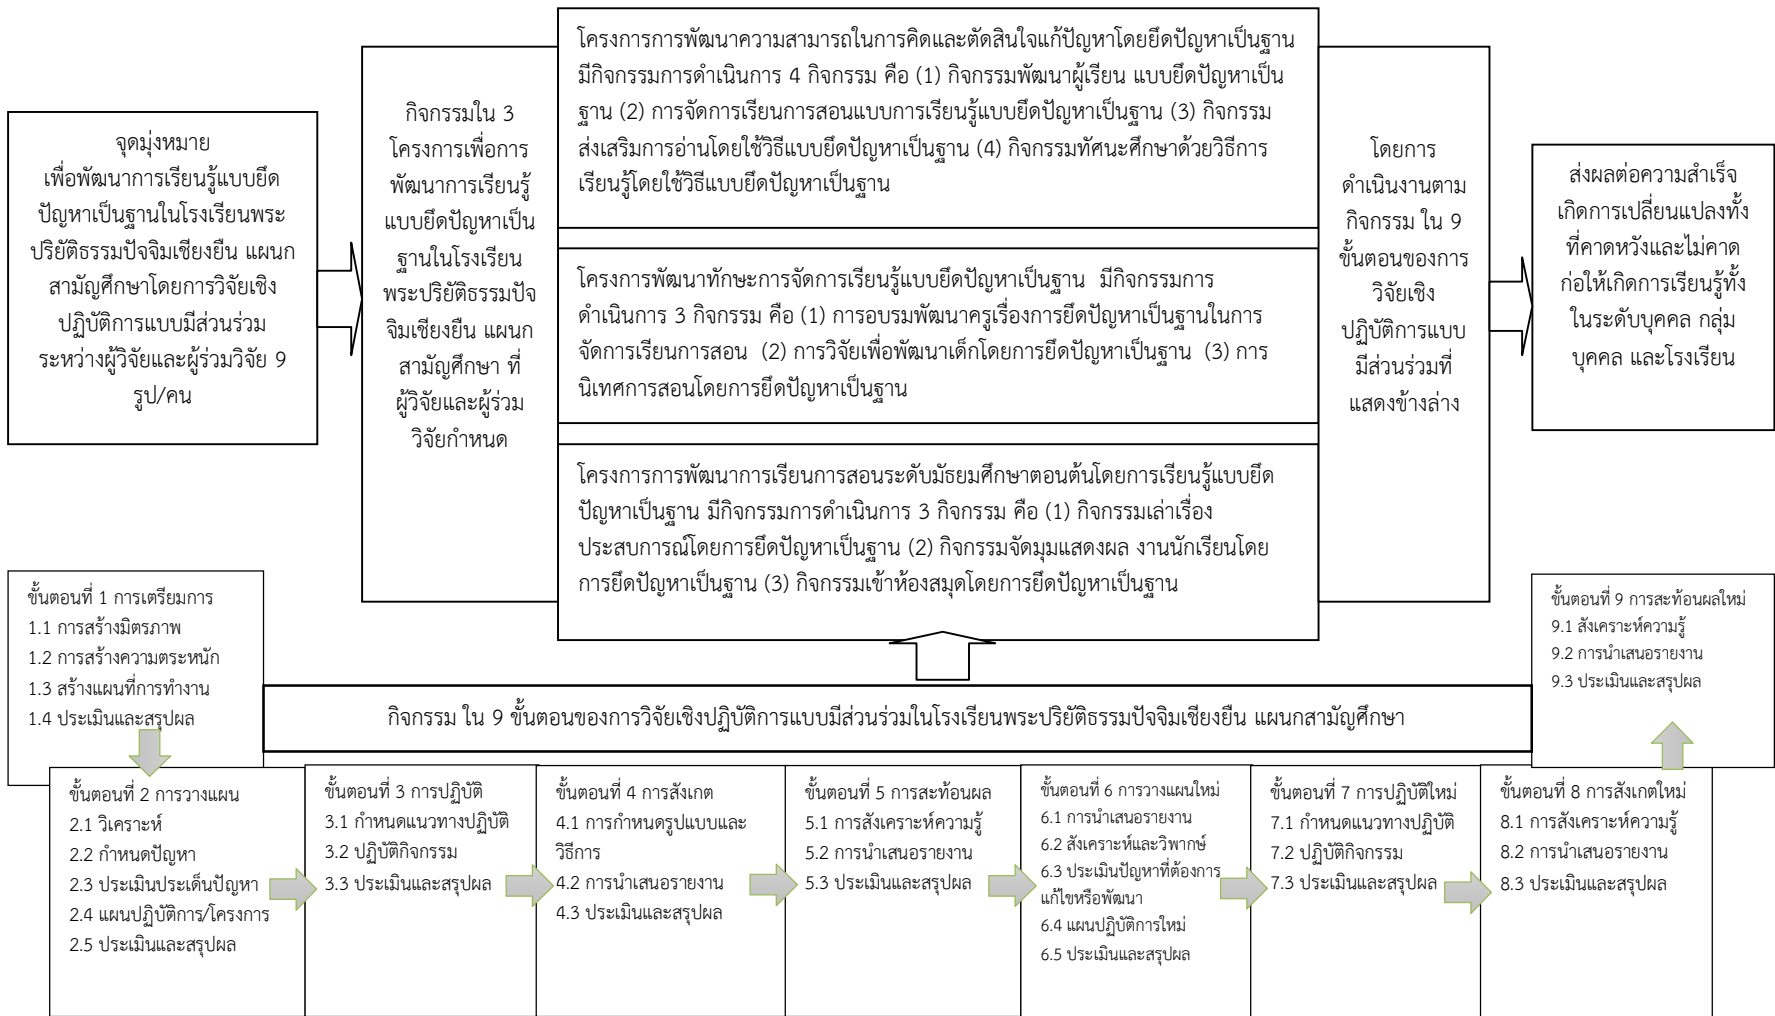 จุดมุ่งหมาย
เพื่อพัฒนาการเรียนรู้แบบยึด
ปัญหาเป็นฐานในโรงเรียนพระ
ปริยัติธรรมปัจจิมเชียงยืน แผนก
สามัญศึกษาโดยการวิจัยเชิง
ปฏิบัติการแบบมีส่วนร่วม
ระหว่างผู้วิจัยและผู้ร่วมวิจัย 9
รูป/คน
กิจกรรมใน 3
โครงการเพื่อการ
พัฒนาการเรียนรู้
แบบยึดปัญหาเป็น
ฐานในโรงเรียน
พระปริยัติธรรมปัจ
จิมเชียงยืน แผนก
สามัญศึกษา ที่
ผู้วิจัยและผู้ร่วม
วิจัยกำหนด
โครงการการพัฒนาความสามารถในการคิดและตัดสินใจแก้ปัญหาโดยยึดปัญหาเป็นฐาน
มีกิจกรรมการดำเนินการ 4 กิจกรรม คือ (1) กิจกรรมพัฒนาผู้เรียน แบบยึดปัญหาเป็น
ฐาน (2) การจัดการเรียนการสอนแบบการเรียนรู้แบบยึดปัญหาเป็นฐาน (3) กิจกรรม
ส่งเสริมการอ่านโดยใช้วิธีแบบยึดปัญหาเป็นฐาน (4) กิจกรรมทัศนะศึกษาด้วยวิธีการ
เรียนรู้โดยใช้วิธีแบบยึดปัญหาเป็นฐาน
โครงการพัฒนาทักษะการจัดการเรียนรู้แบบยึดปัญหาเป็นฐาน มีกิจกรรมการ
ดำเนินการ 3 กิจกรรม คือ (1) การอบรมพัฒนาครูเรื่องการยึดปัญหาเป็นฐานในการ
จัดการเรียนการสอน (2) การวิจัยเพื่อพัฒนาเด็กโดยการยึดปัญหาเป็นฐาน (3) การ
นิเทศการสอนโดยการยึดปัญหาเป็นฐาน
โครงการการพัฒนาการเรียนการสอนระดับมัธยมศึกษาตอนต้นโดยการเรียนรู้แบบยึด
ปัญหาเป็นฐาน มีกิจกรรมการดำเนินการ 3 กิจกรรม คือ (1) กิจกรรมเล่าเรื่อง
ประสบการณ์โดยการยึดปัญหาเป็นฐาน (2) กิจกรรมจัดมุมแสดงผล งานนักเรียนโดย
การยึดปัญหาเป็นฐาน (3) กิจกรรมเข้าห้องสมุดโดยการยึดปัญหาเป็นฐาน
โดยการ
ดำเนินงานตาม
กิจกรรม ใน 9
ขั้นตอนของการ
วิจัยเชิง
ปฏิบัติการแบบ
มีส่วนร่วมที่
แสดงข้างล่าง
ส่งผลต่อความสำเร็จ
เกิดการเปลี่ยนแปลงทั้ง
ที่คาดหวังและไม่คาด
ก่อให้เกิดการเรียนรู้ทั้ง
ในระดับบุคคล กลุ่ม
บุคคล และโรงเรียน
กิจกรรม ใน 9 ขั้นตอนของการวิจัยเชิงปฏิบัติการแบบมีส่วนร่วมในโรงเรียนพระปริยัติธรรมปัจจิมเชียงยืน แผนกสามัญศึกษา
ขั้นตอนที่ 1 การเตรียมการ
1.1 การสร้างมิตรภาพ
1.2 การสร้างความตระหนัก
1.3 สร้างแผนที่การทำงาน
1.4 ประเมินและสรุปผล
ขั้นตอนที่ 2 การวางแผน
2.1 วิเคราะห์
2.2 กำหนดปัญหา
2.3 ประเมินประเด็นปัญหา
2.4 แผนปฏิบัติการ/โครงการ
2.5 ประเมินและสรุปผล
ขั้นตอนที่ 3 การปฏิบัติ
3.1 กำหนดแนวทางปฏิบัติ
3.2 ปฏิบัติกิจกรรม
3.3 ประเมินและสรุปผล
ขั้นตอนที่ 4 การสังเกต
4.1 การกำหนดรูปแบบและ
วิธีการ
4.2 การนำเสนอรายงาน
4.3 ประเมินและสรุปผล
ขั้นตอนที่ 5 การสะท้อนผล
5.1 การสังเคราะห์ความรู้
5.2 การนำเสนอรายงาน
5.3 ประเมินและสรุปผล
ขั้นตอนที่ 6 การวางแผนใหม่
6.1 การนำเสนอรายงาน
6.2 สังเคราะห์และวิพากษ์
6.3 ประเมินปัญหาที่ต้องการ
แก้ไขหรือพัฒนา
6.4 แผนปฏิบัติการใหม่
6.5 ประเมินและสรุปผล
ขั้นตอนที่ 7 การปฏิบัติใหม่
7.1 กำหนดแนวทางปฏิบัติ
7.2 ปฏิบัติกิจกรรม
7.3 ประเมินและสรุปผล
ขั้นตอนที่ 8 การสังเกตใหม่
8.1 การสังเคราะห์ความรู้
8.2 การนำเสนอรายงาน
8.3 ประเมินและสรุปผล
ขั้นตอนที่ 9 การสะท้อนผลใหม่
9.1 สังเคราะห์ความรู้
9.2 การนำเสนอรายงาน
9.3 ประเมินและสรุปผล